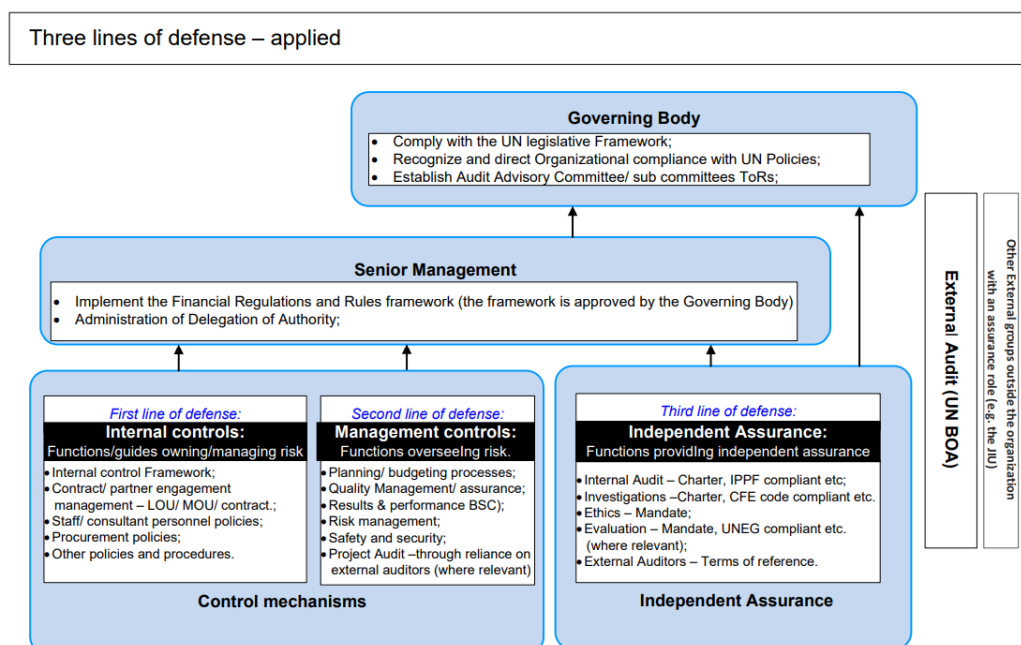 Three lines of defense – applied
Governing Body
• Comply with the UN legislative Framework;
• Recognize and direct Organizational compliance with UN Policies;
• Establish Audit Advisory Committee/ sub committees ToRs;
Senior Management
• Implement the Financial Regulations and Rules framework (the framework is approved by the Governing Body)
• Administration of Delegation of Authority;
First line of defense:
Internal controls:
Functions/guides owning/managing risk
• Internal control Framework;
• Contract/ partner engagement
management – LOU/ MOU/ contract.;
• Staff/ consultant personnel policies;
• Procurement policies;
• Other policies and procedures.
Second line of defense:
Management controls:
Functions overseeIng risk.
• Planning/ budgeting processes;
• Quality Management/ assurance;
• Results & performance BSC);
• Risk management;
• Safety and security;
• Project Audit –through reliance on
external auditors (where relevant)
Control mechanisms
Third line of defense:
Independent Assurance:
Functions providIng independent assurance
• Internal Audit – Charter, IPPF compliant etc;
• Investigations –Charter, CFE code compliant etc.
• Ethics – Mandate;
• Evaluation – Mandate, UNEG compliant etc.
(where relevant);
• External Auditors – Terms of reference.
Independent Assurance
External Audit (UN BOA)
Other External groups outside the organization
with an assurance role (e.g. the JIU)